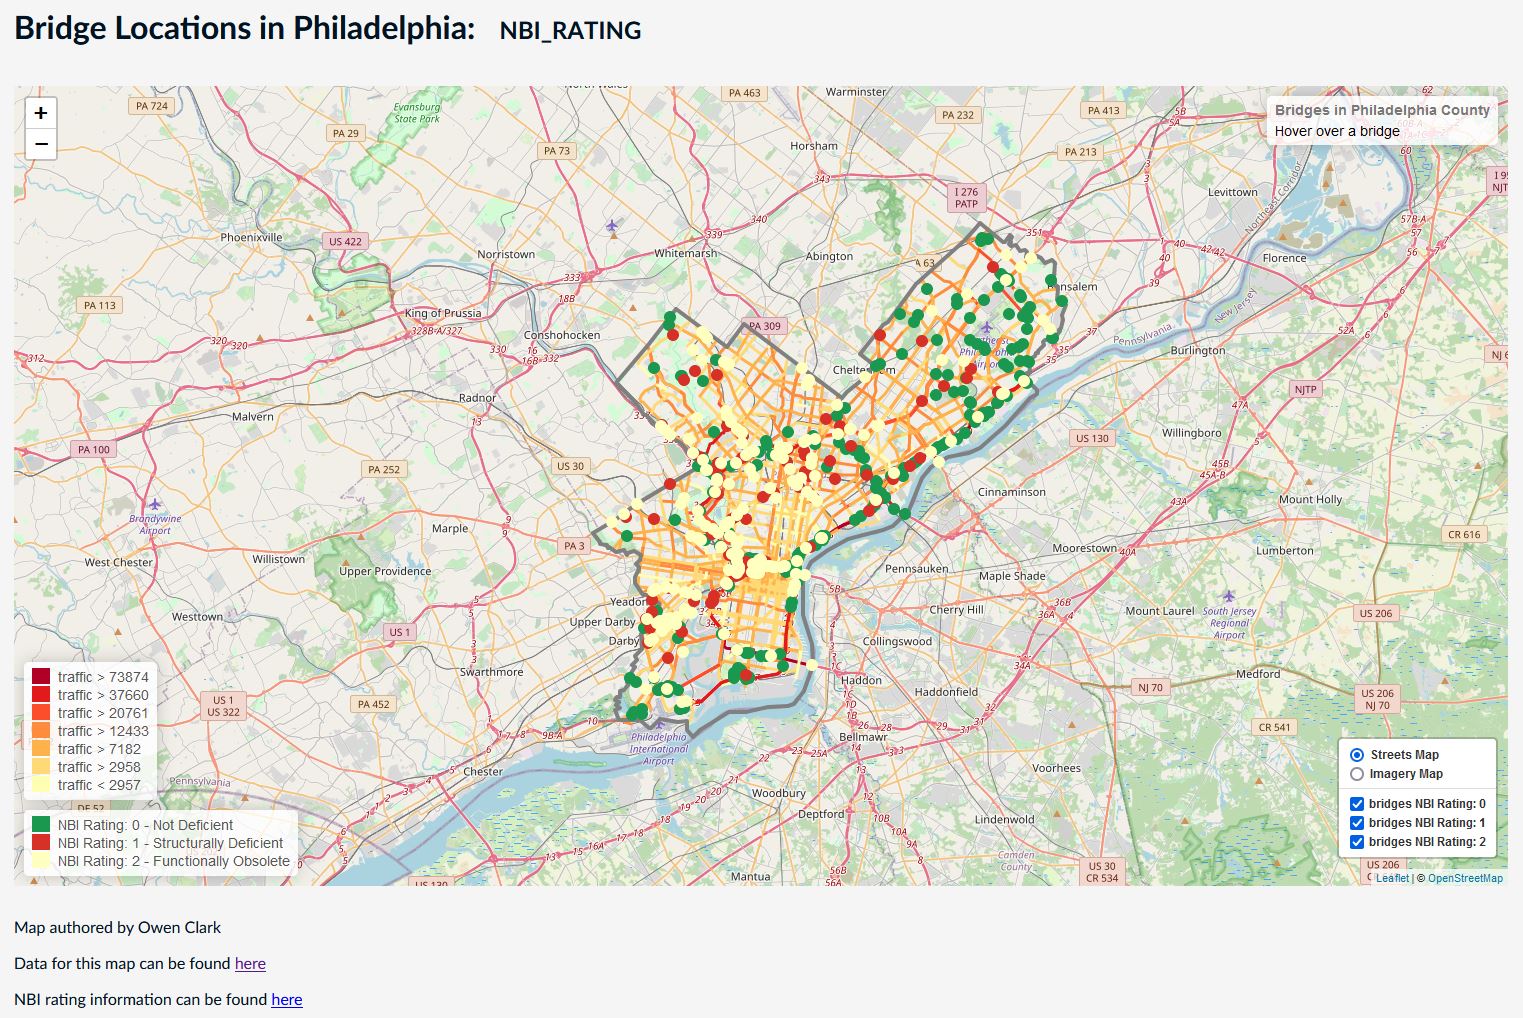 Bridge Locations in Philadelphia: NBI_RATING
+
−
Bridges in Philadelphia County
Hover over a bridge
PA 724
Evansburg
State Park
PA 29
PA 73
PA 463
Warminster
PA 232
PA 413
Horsham
PA 213
I 276
PATP
Levittown
Northeast Corridor
Phoenixville
US 422
Norristown
Whitemarsh
Abington
Florence
PA 113
King of Prussia
Conshohocken
PA 309
New Jersey
Pennsylvania
Burlington
NJTP
Malvern
Radnor
PA 100
PA 252
US 30
US 130
Willingboro
Cinnaminson
Mount Holly
Brandywine
Airport
Marple
PA 3
CR 616
West Chester
Willistown
Upper Providence
Moorestown
Lumberton
Pennsauken
Maple Shade
Cherry Hill
Mount Laurel
South Jersey
Regional
Airport
US 206
Westtown
US 1
Upper Darby
Darby
Collingswood
Swarthmore
Haddon
Haddonfield
Medford
NJ 70
US 206
NJ 70
US 1
US 322
PA 452
CR 541
Philadelphia
International
Airport
Bellmawr
Voorhees
Chester
Woodbury
Deptford
Lindenwold
Camden
County
Mantua
US 30
CR 534
US 206
Pennsylvania
traffic > 73874
traffic > 37660
traffic > 20761
traffic > 12433
traffic > 7182
traffic > 2958
traffic < 2957
NBI Rating: 0 - Not Deficient
NBI Rating: 1 - Structurally Deficient
NBI Rating: 2 - Functionally Obsolete
Streets Map
Imagery Map
bridges NBI Rating: 0
bridges NBI Rating: 1
bridges NBI Rating: 2
Leaflet | © OpenStreetMap
Map authored by Owen Clark
Data for this map can be found here
NBI rating information can be found here